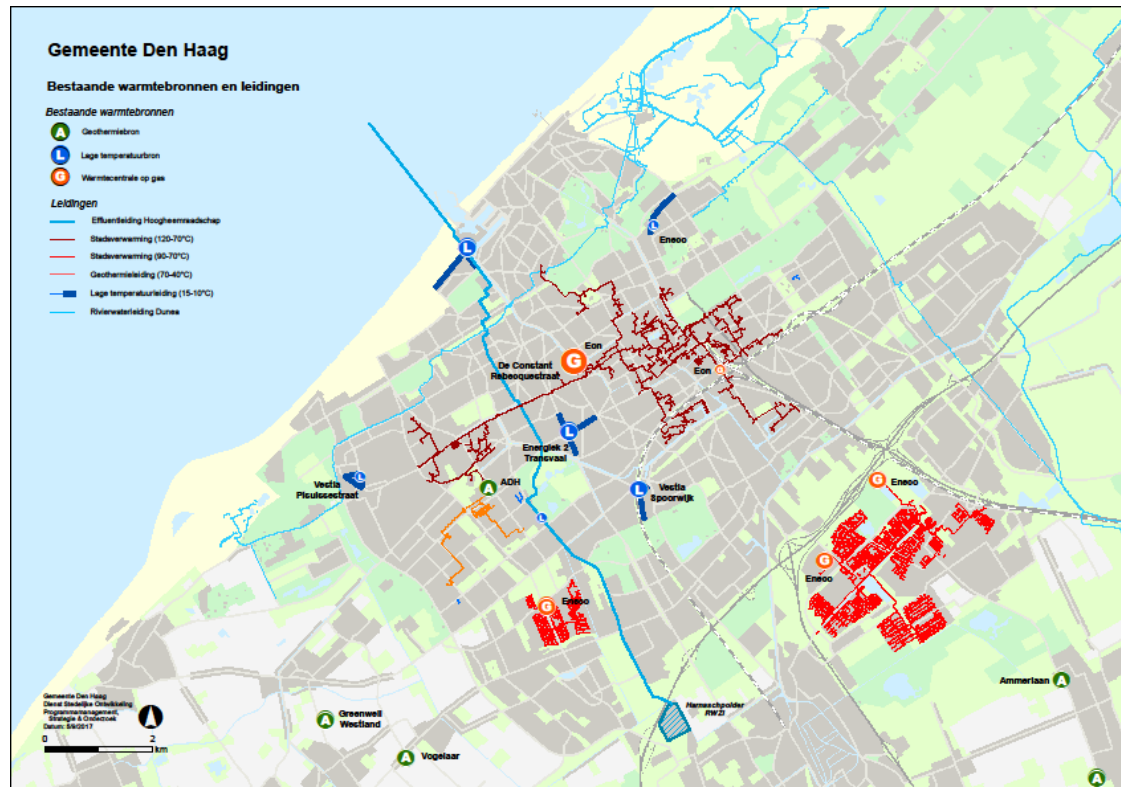 Gemeente Den Haag
Bestaande warmtebronnen en leidingen
Bestaande warmtebronnen
A Geothermiebron
L Lage temperatuurbron
G Warmtecentrale op gas
Leidingen
Effluentleiding Hoogheemraadschap
Stadsverwarming (120-70°C)
Stadsverwarming (90-70°C)
Geothermieleiding (70-40°C)
Lage temperatuurleiding (15-10°C)
Rivierwaterleiding Dunea
L
L
Eneco
G
Eon
De Constant
Rebecquestraat
Eon
G
L
Energiek 2
Transvaal
L
Vestia
Pisuissestraat
A
ADH
L
Vestia
Spoorwijk
L
G
Eneco
G
Eneco
G
Eneco
Ammerlaan
A
Harnaschpolder
RWZI
A
Greenwell
Westland
A
Vogelaar
A
Gemeente Den Haag
Dienst Stedelijke Ontwikkeling
Programmamanagement,
Strategie & Onderzoek
Datum: 5/9/2017
0
2
km